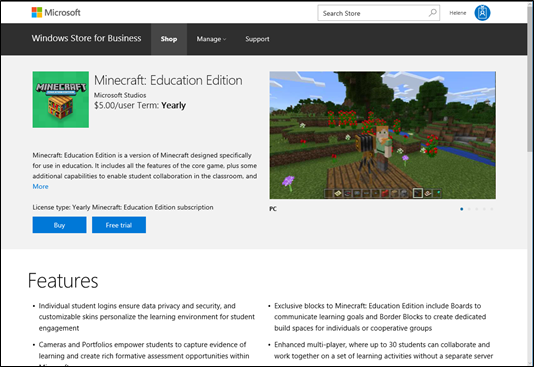 Microsoft
Search Store
Helene
Windows Store for Business
Shop
Manage
Support
MINECRAFT
Minecraft: Education Edition
Microsoft Studios
$5.00/user Term: Yearly
Minecraft: Education Edition is a version of Minecraft designed specifically
for use in education. It includes all the features of the core game, plus some
additional capabilities to enable student collaboration in the classroom, and
More
License type: Yearly Minecraft: Education Edition subscription
Buy
Free trial
PC
Features
• Individual student logins ensure data privacy and security, and
customizable skins personalize the learning environment for student
engagement
• Cameras and Portfolios empower students to capture evidence of
learning and create rich formative assessment opportunities within
• Exclusive blocks to Minecraft: Education Edition include Boards to
communicate learning goals and Border Blocks to create dedicated
build spaces for individuals or cooperative groups
• Enhanced multi-player, where up to 30 students can collaborate and
work together on a set of learning activities without a separate server